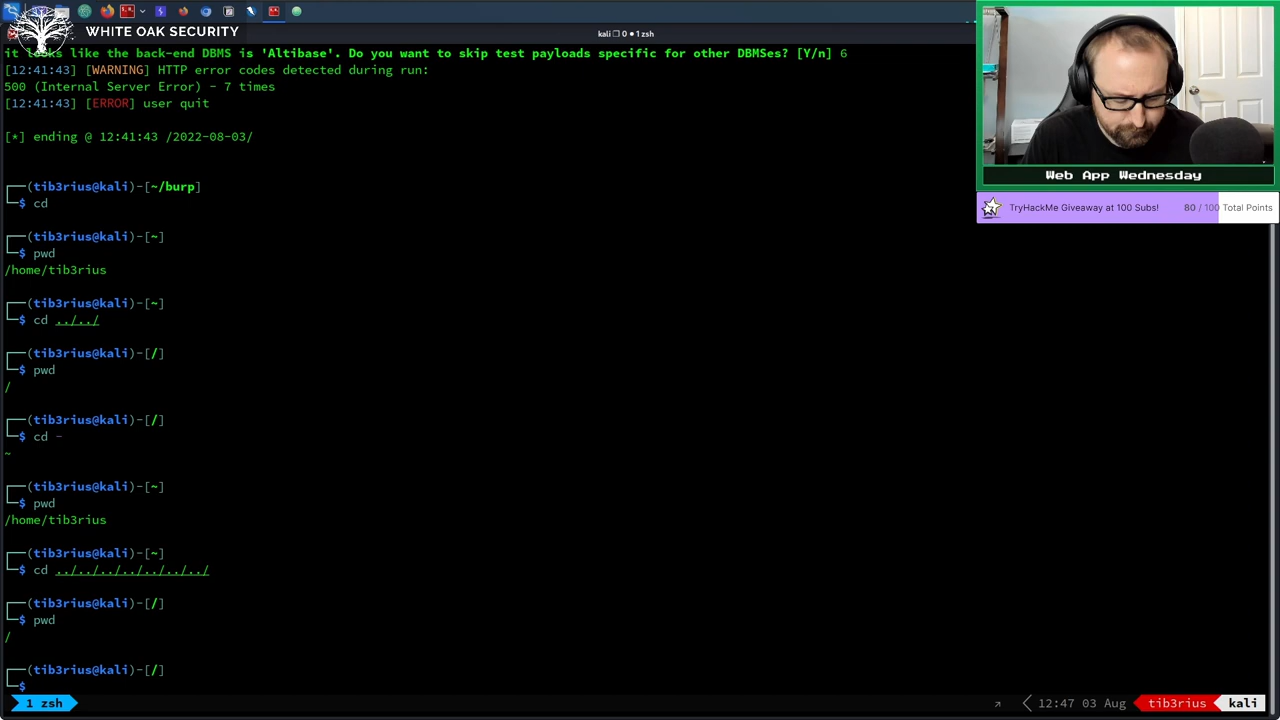 WHITE OAK SECURITY
kali ❐ 0 ● 1 zsh
it looks like the back-end DBMS is 'Altibase'. Do you want to skip test payloads specific for other DBMSes? [Y/n] 6
[12:41:43] [WARNING] HTTP error codes detected during run:
500 (Internal Server Error) - 7 times
[12:41:43] [ERROR] user quit
[*] ending @ 12:41:43 /2022-08-03/
┌──(tib3rius@kali)-[~/burp]
└─$ cd
┌──(tib3rius@kali)-[~]
└─$ pwd
/home/tib3rius
┌──(tib3rius@kali)-[~]
└─$ cd ../../
┌──(tib3rius@kali)-[/]
└─$ pwd
/
┌──(tib3rius@kali)-[/]
└─$ cd -
~
┌──(tib3rius@kali)-[~]
└─$ pwd
/home/tib3rius
┌──(tib3rius@kali)-[~]
└─$ cd ../../../../../../../
┌──(tib3rius@kali)-[/]
└─$ pwd
/
┌──(tib3rius@kali)-[/]
└─$
1 zsh
12:47 03 Aug tib3rius kali
Web App Wednesday
TryHackMe Giveaway at 100 Subs! 80 / 100 Total Points